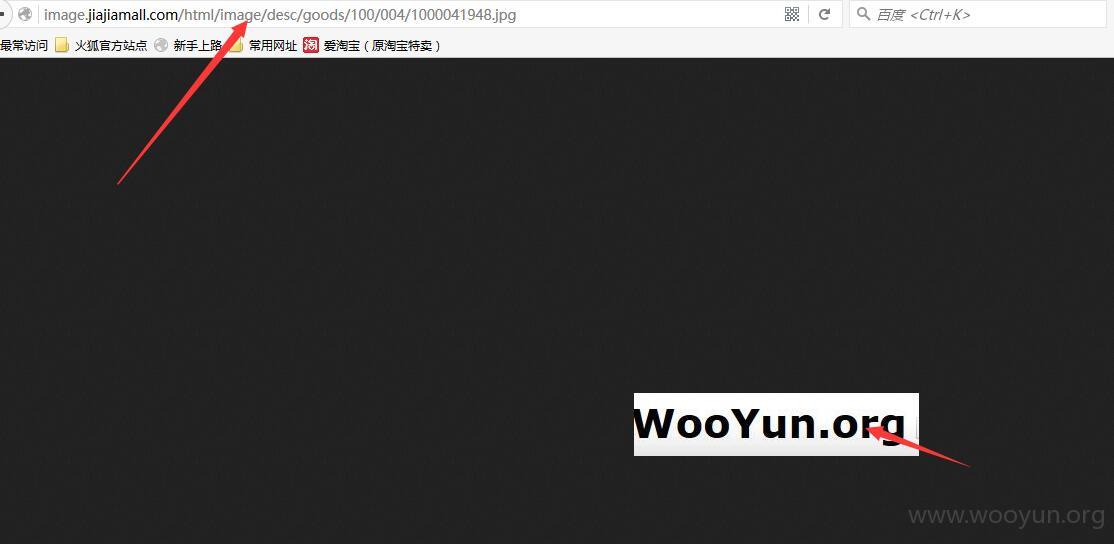 image.jiajiamall.com/html/image/desc/goods/100/004/1000041948.jpg
百度 <Ctrl+K>
最常访问 火狐官方站点 新手上路 常用网址 淘 爱淘宝（原淘宝特卖）
WooYun.org
www.wooyun.org